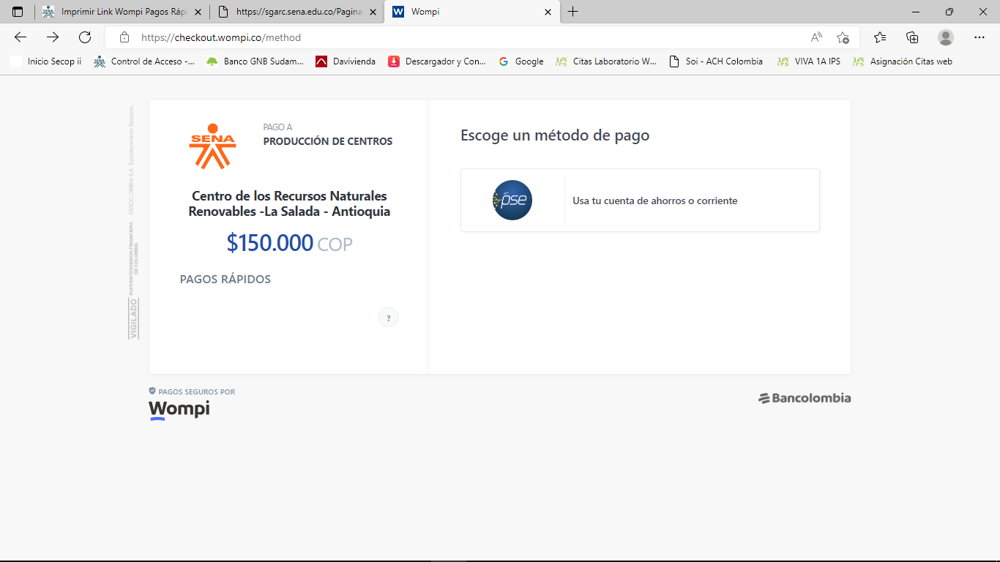 Imprimir Link Wompi Pagos Rápi
https://sgarc.sena.edu.co/Pagina
Wompi
https://checkout.wompi.co/method
Inicio Secop ii
Control de Acceso -...
Banco GNB Sudam...
Davivienda
Descargador y Con...
Google
Citas Laboratorio W...
Soi - ACH Colombia
VIVA 1A IPS
Asignación Citas web
VIGILADO
SUPERINTENDENCIA FINANCIERA
DE COLOMBIA
BANCOLOMBIA S.A. Establecimiento Bancario.
SENA
PAGO A
PRODUCCIÓN DE CENTROS
Centro de los Recursos Naturales
Renovables -La Salada - Antioquia
$150.000 COP
PAGOS RÁPIDOS
?
Escoge un método de pago
ach
pse
Usa tu cuenta de ahorros o corriente
PAGOS SEGUROS POR
Wompi
Bancolombia